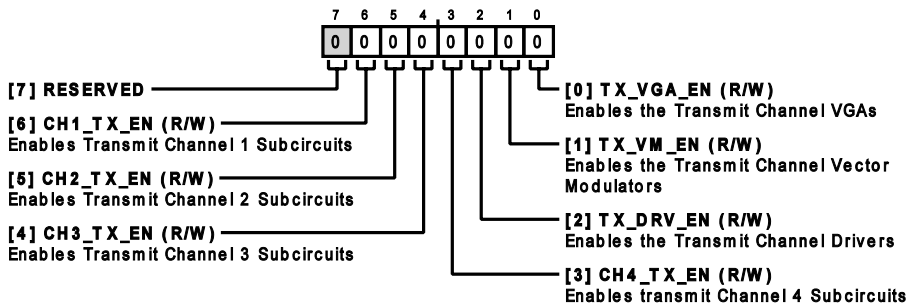 7 6 5 4 3 2 1 0
0 0 0 0 0 0 0 0
[7] RESERVED
[6] CH1_TX_EN (R/W)
Enables Transmit Channel 1 Subcircuits
[5] CH2_TX_EN (R/W)
Enables Transmit Channel 2 Subcircuits
[4] CH3_TX_EN (R/W)
Enables Transmit Channel 3 Subcircuits
[0] TX_VGA_EN (R/W)
Enables the Transmit Channel VGAs
[1] TX_VM_EN (R/W)
Enables the Transmit Channel Vector
Modulators
[2] TX_DRV_EN (R/W)
Enables the Transmit Channel Drivers
[3] CH4_TX_EN (R/W)
Enables transmit Channel 4 Subcircuits